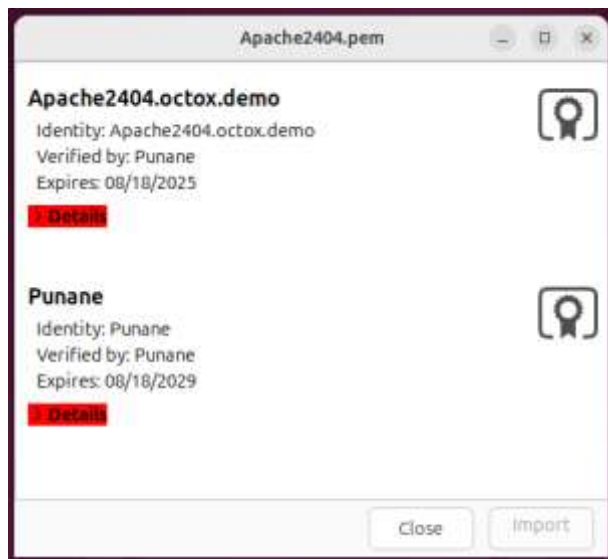 Apache2404.pem
Apache2404.octox.demo
Identity: Apache2404.octox.demo
Verified by: Punane
Expires: 08/18/2025
Details
Punane
Identity: Punane
Verified by: Punane
Expires: 08/18/2029
Details
Close Import